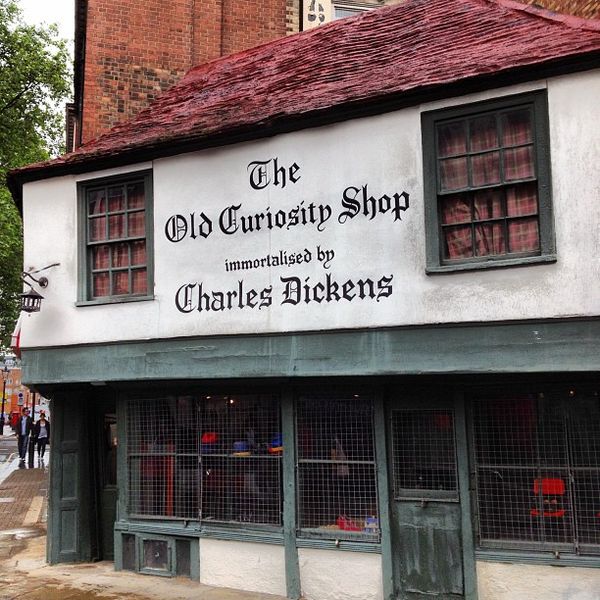 The
Old Curiosity Shop
immortalised by
Charles Dickens